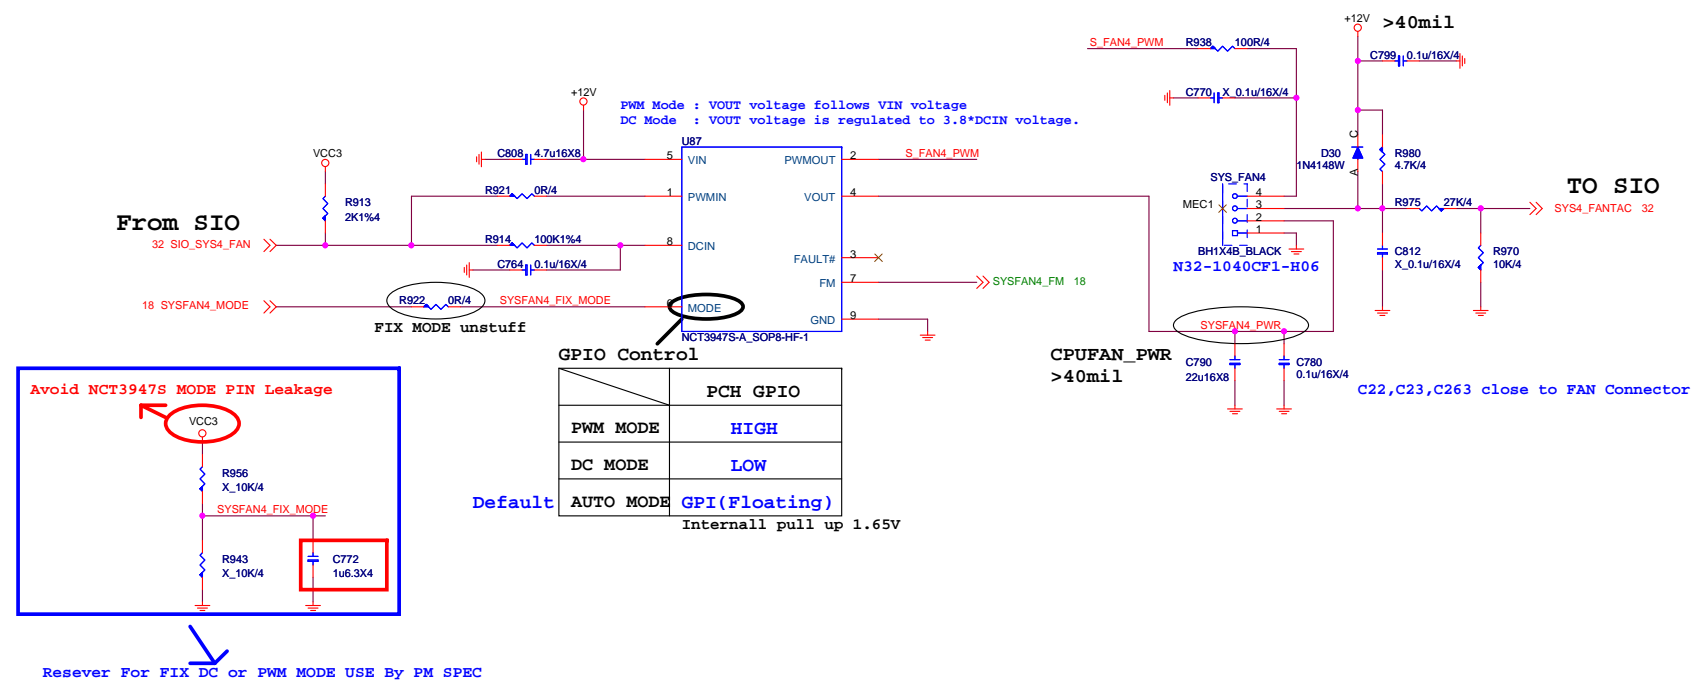 +12V
>40mil
S_FAN4_PWM
R938
100R/4
C799
0.1u/16X/4
+12V
C770
X_0.1u/16X/4
PWM Mode : VOUT voltage follows VIN voltage
DC Mode : VOUT voltage is regulated to 3.8*DCIN voltage.
U87
VCC3
C808
4.7u16X8
5
VIN
PWMOUT
2
S_FAN4_PWM
D30
1N4148W
C
A
R980
4.7K/4
R921
0R/4
1
PWMIN
VOUT
4
SYS_FAN4
MEC1
4
3
2
1
BH1X4B_BLACK
N32-1040CF1-H06
R975
27K/4
TO SIO
SYS4_FANTAC 32
R913
2K1%4
From SIO
32 SIO_SYS4_FAN
R914
100K1%4
8
DCIN
C764
0.1u/16X/4
FAULT#
3
C812
X_0.1u/16X/4
R970
10K/4
FM
7
SYSFAN4_FM 18
18 SYSFAN4_MODE
R922
0R/4
SYSFAN4_FIX_MODE
MODE
FIX MODE unstuff
GND
9
NCT3947S-A_SOP8-HF-1
SYSFAN4_PWR
GPIO Control
CPUFAN_PWR
>40mil
C790
22u16X8
C780
0.1u/16X/4
C22,C23,C263 close to FAN Connector
PCH GPIO
PWM MODE HIGH
DC MODE LOW
Default AUTO MODE GPI(Floating)
Internall pull up 1.65V
Avoid NCT3947S MODE PIN Leakage
VCC3
R956
X_10K/4
SYSFAN4_FIX_MODE
R943
X_10K/4
C772
1u6.3X4
Resever For FIX DC or PWM MODE USE By PM SPEC